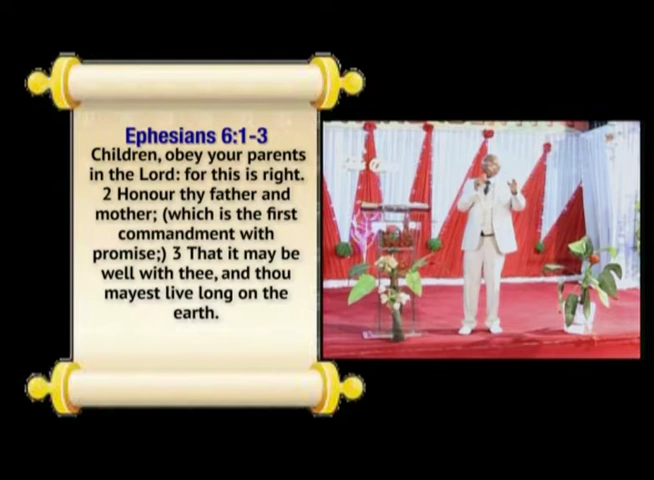 Ephesians 6:1-3
Children, obey your parents
in the Lord: for this is right.
2 Honour thy father and
mother; (which is the first
commandment with
promise;) 3 That it may be
well with thee, and thou
mayest live long on the
earth.